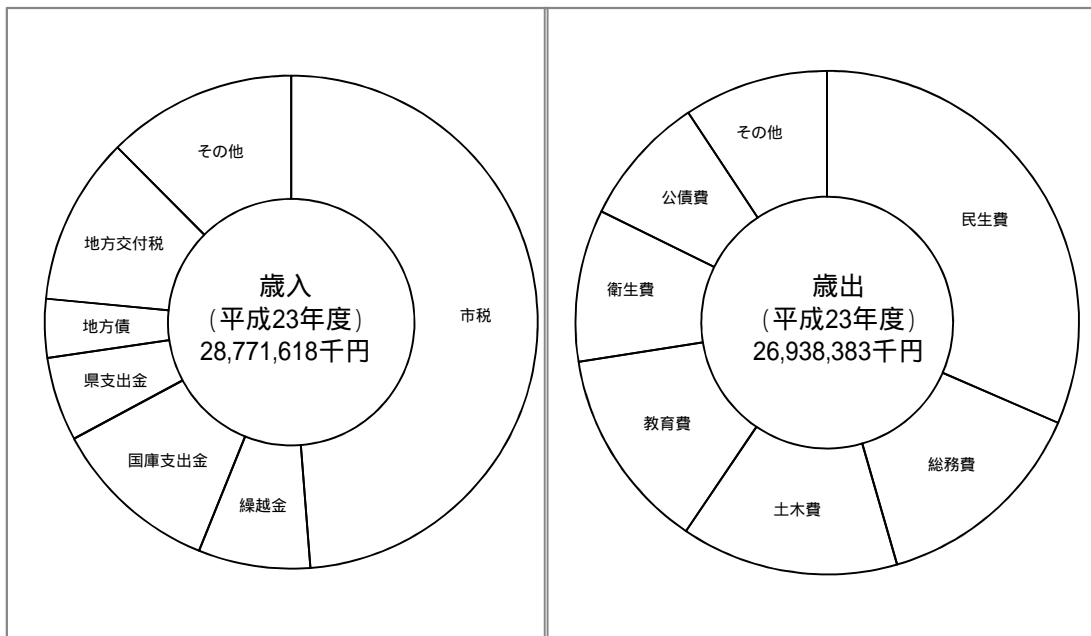 その他
地方交付税
地方債
県支出金
国庫支出金
繰越金
市税
歳入
(平成23年度)
28,771,618千円
その他
公債費
衛生費
教育費
土木費
総務費
民生費
歳出
(平成23年度)
26,938,383千円